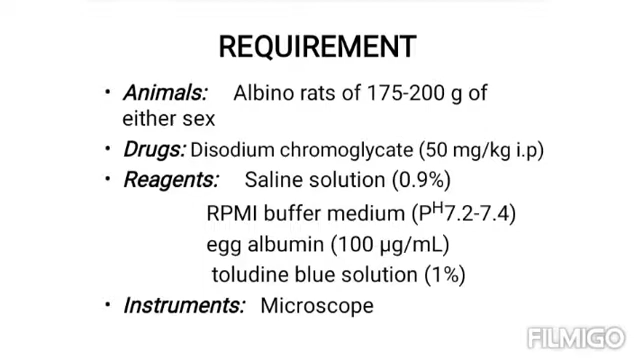 REQUIREMENT
• Animals: Albino rats of 175-200 g of
either sex
• Drugs: Disodium chromoglycate (50 mg/kg i.p)
• Reagents: Saline solution (0.9%)
RPMI buffer medium (Pᴴ7.2-7.4)
egg albumin (100 µg/mL)
toludine blue solution (1%)
• Instruments: Microscope
FILMIGO